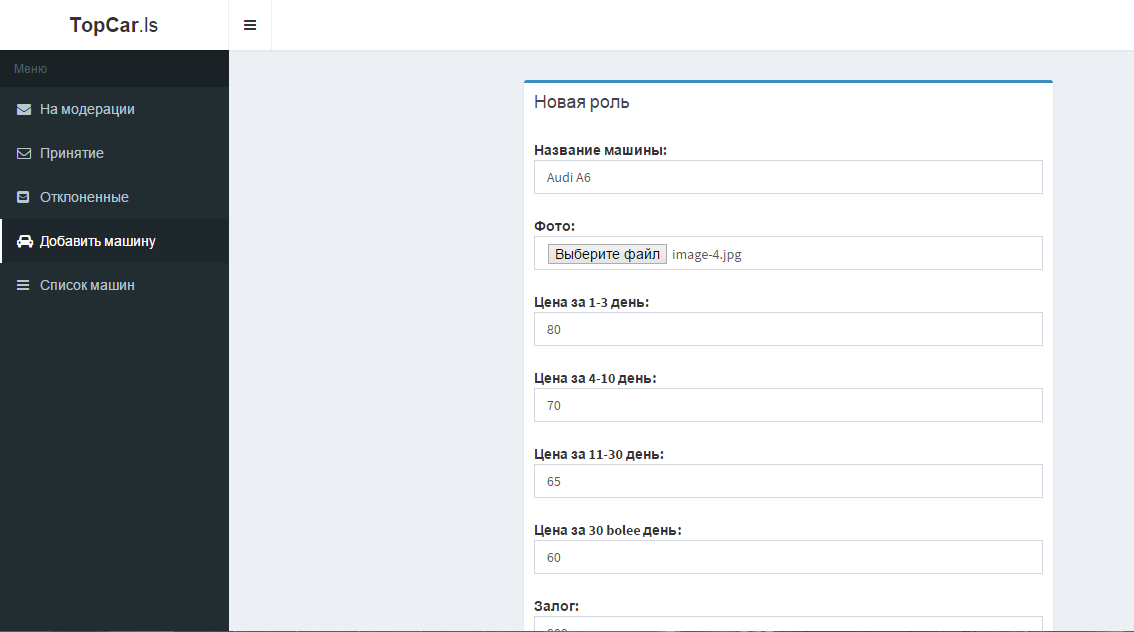 TopCar.ls
Меню
На модерации
Принятие
Отклоненные
Добавить машину
Список машин
Новая роль
Название машины:
Audi A6
Фото:
Выберите файл image-4.jpg
Цена за 1-3 день:
80
Цена за 4-10 день:
70
Цена за 11-30 день:
65
Цена за 30 bolee день:
60
Залог: